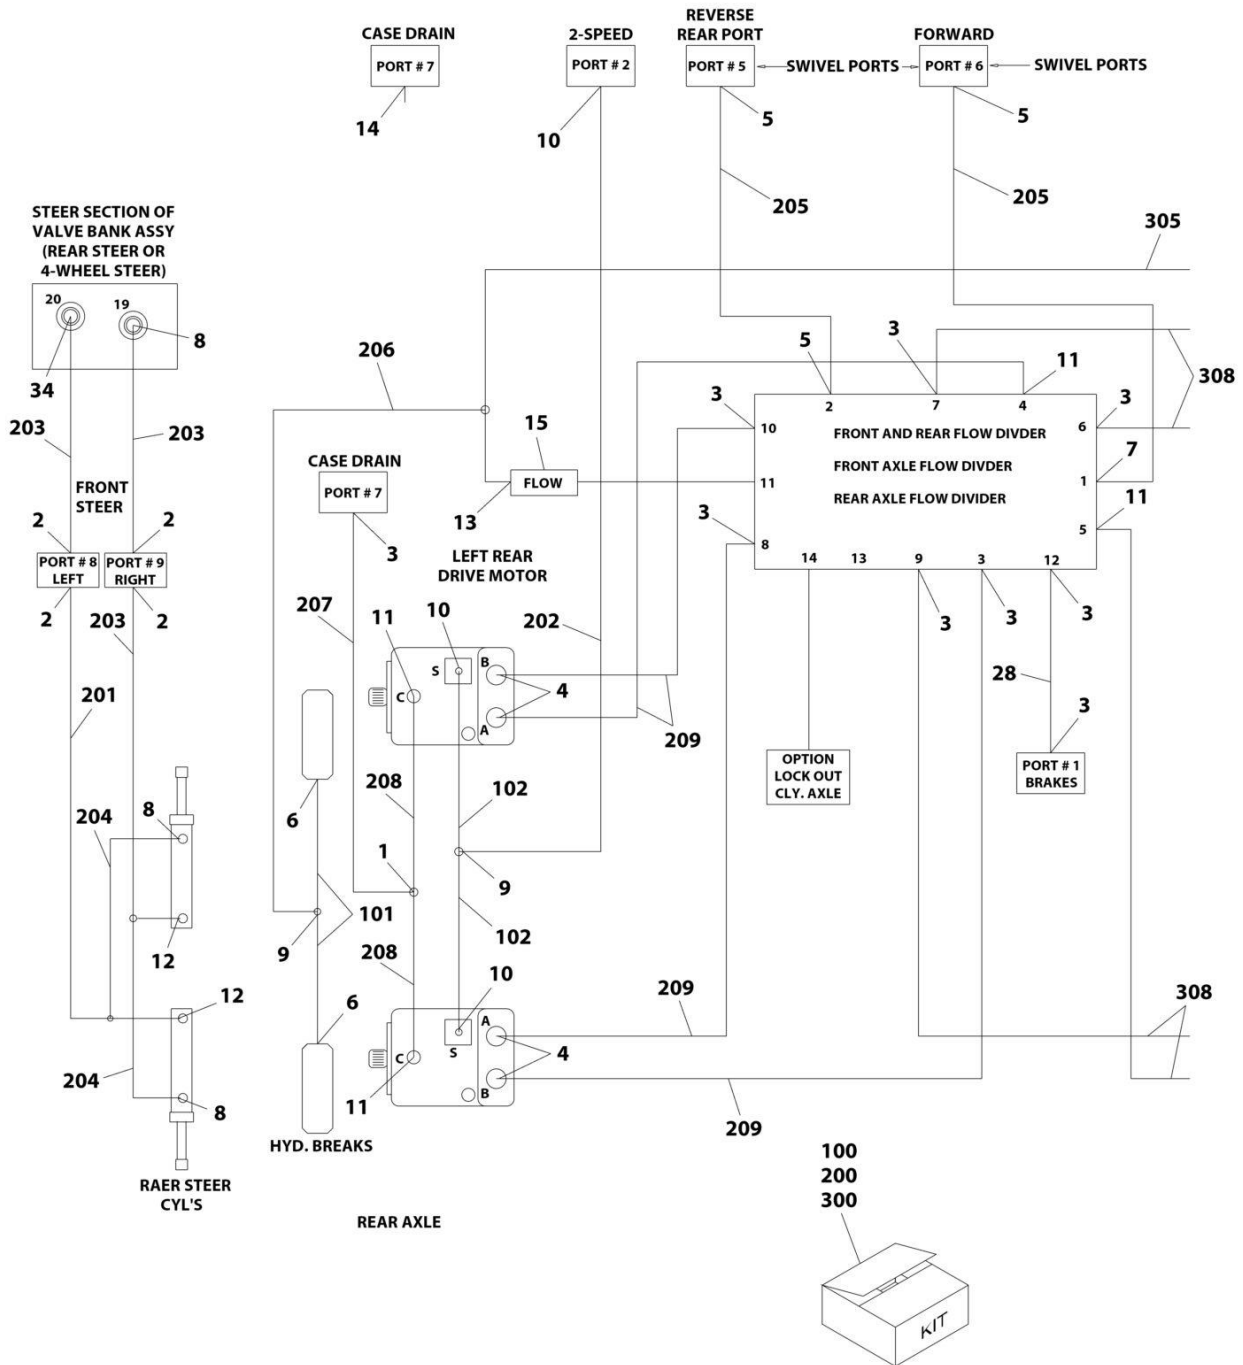 CASE DRAIN
PORT # 7
14
2-SPEED
PORT # 2
10
REVERSE
REAR PORT
PORT # 5
5
SWIVEL PORTS
FORWARD
PORT # 6
5
SWIVEL PORTS
205
205
305
STEER SECTION OF
VALVE BANK ASSY
(REAR STEER OR
4-WHEEL STEER)
20
19
8
34
203
203
FRONT
STEER
2
2
PORT # 8
LEFT
PORT # 9
RIGHT
2
2
203
201
204
8
12
12
204
8
RAER STEER
CYL'S
206
CASE DRAIN
PORT # 7
3
15
FLOW
13
LEFT REAR
DRIVE MOTOR
207
11
10
202
S
B
C
A
4
209
208
102
6
1
9
101
9
102
208
10
6
A
S
C
B
4
11
209
209
HYD. BREAKS
REAR AXLE
5
3
11
308
3
3
2
7
4
10
6
FRONT AND REAR FLOW DIVDER
FRONT AXLE FLOW DIVDER
REAR AXLE FLOW DIVIDER
7
11
1
11
3
5
8
14
13
9
3
12
3
3
3
28
3
OPTION
LOCK OUT
CLY. AXLE
PORT # 1
BRAKES
308
100
200
300
KIT